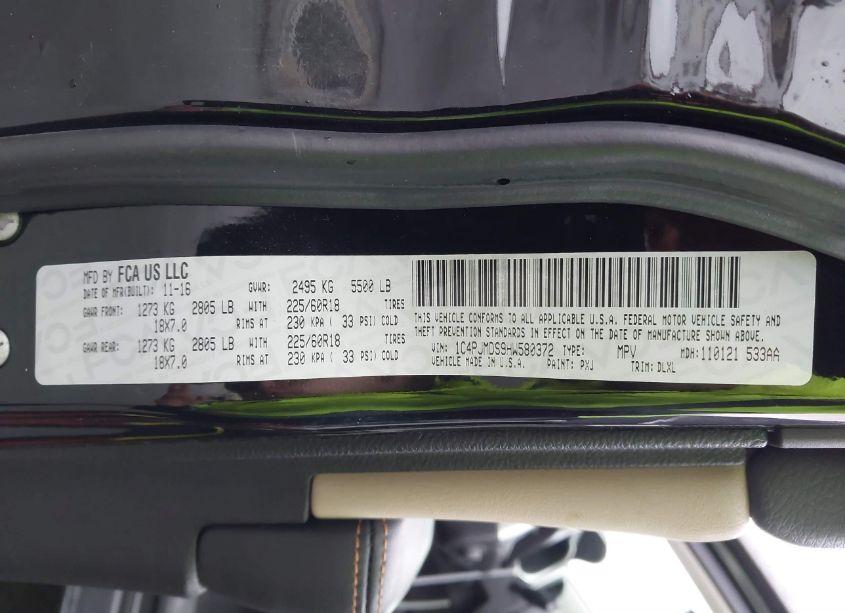 MFD BY FCA US LLC
DATE OF MFR(BUILT): 11-16 GVWR: 2495 KG 5500 LB
GAWR FRONT: 1273 KG 2805 LB WITH 225/60R18 TIRES
18X7.0 RIMS AT 230 KPA ( 33 PSI) COLD
GAWR REAR: 1273 KG 2805 LB WITH 225/60R18 TIRES
18X7.0 RIMS AT 230 KPA ( 33 PSI) COLD
THIS VEHICLE CONFORMS TO ALL APPLICABLE U.S.A. FEDERAL MOTOR VEHICLE SAFETY AND
THEFT PREVENTION STANDARDS IN EFFECT ON THE DATE OF MANUFACTURE SHOWN ABOVE.
VIN: 1C4PJMDS9HW580372 TYPE: MPV MDH: 110121 533AA
VEHICLE MADE IN U.S.A. PAINT: PXJ TRIM: DLXL